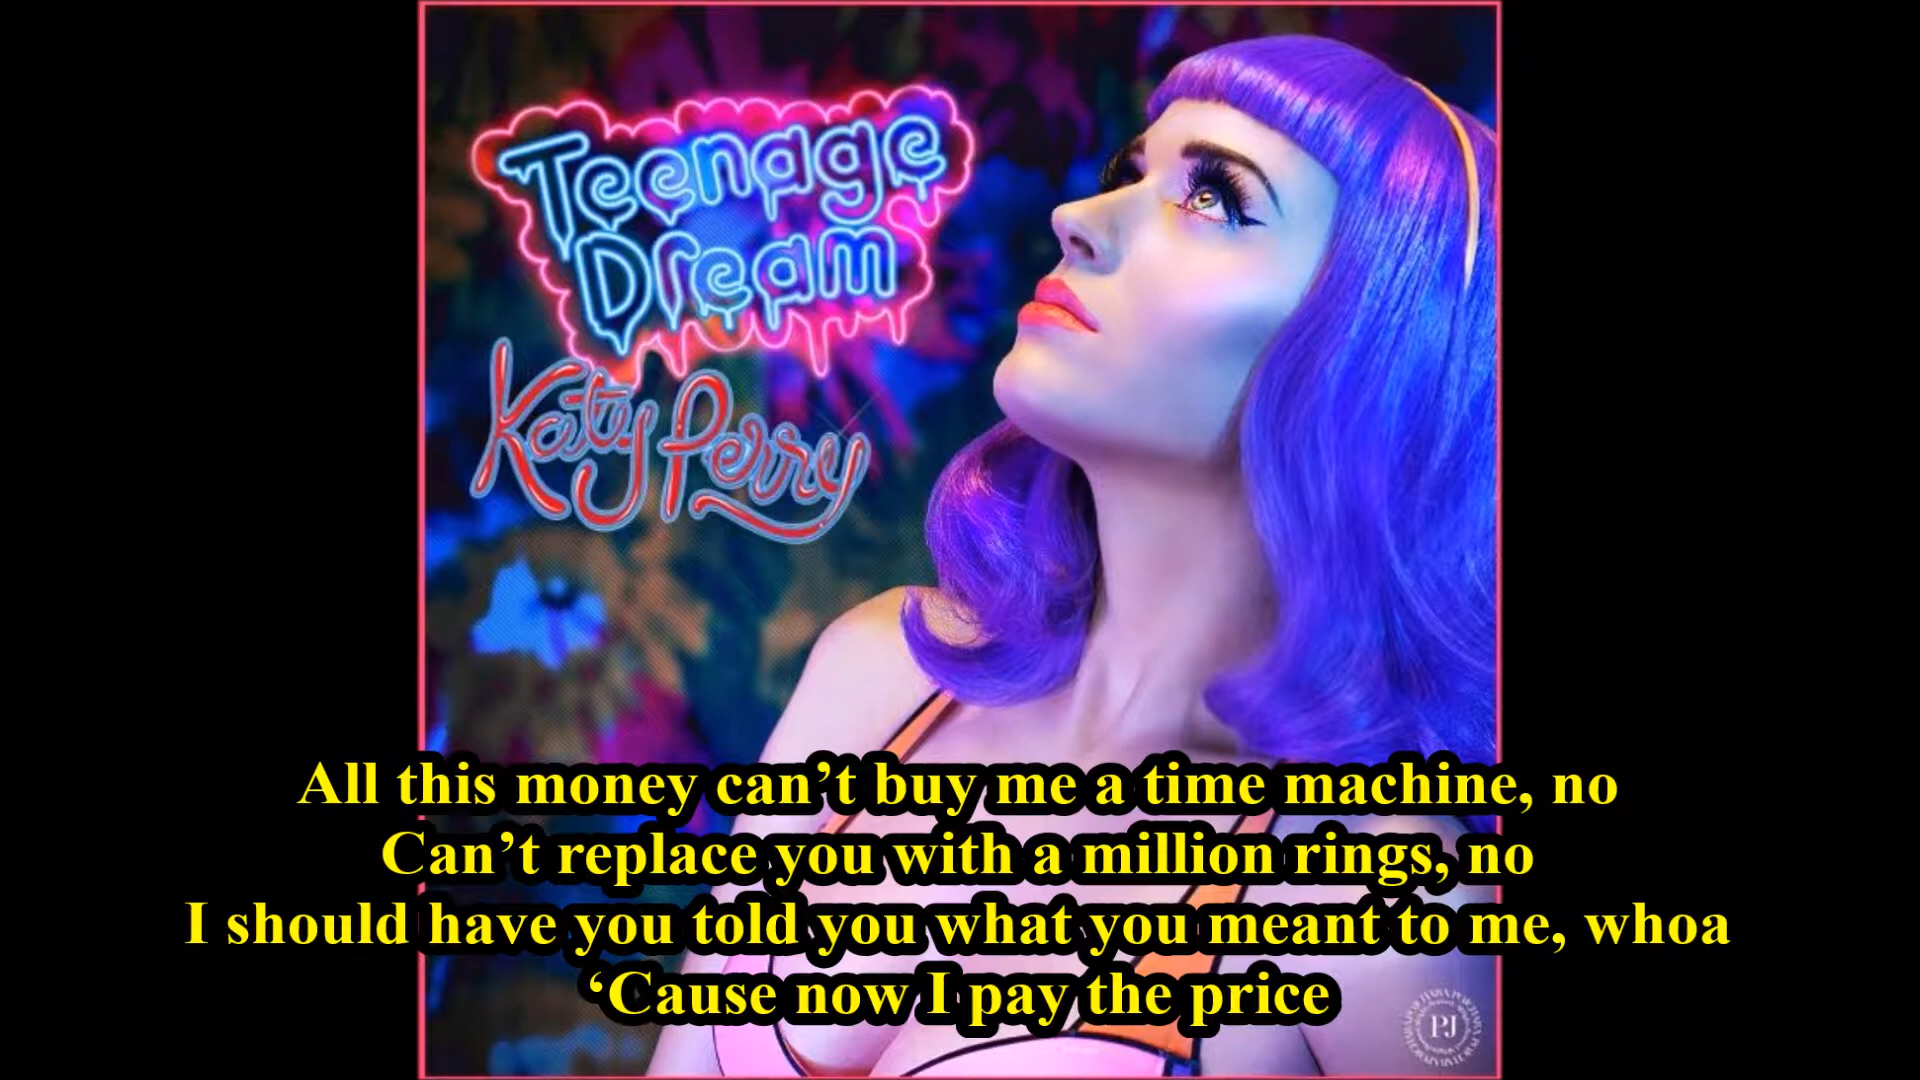 Teenage
Dream
Katy Perry
All this money can’t buy me a time machine, no
Can’t replace you with a million rings, no
I should have you told you what you meant to me, whoa
‘Cause now I pay the price
PJ